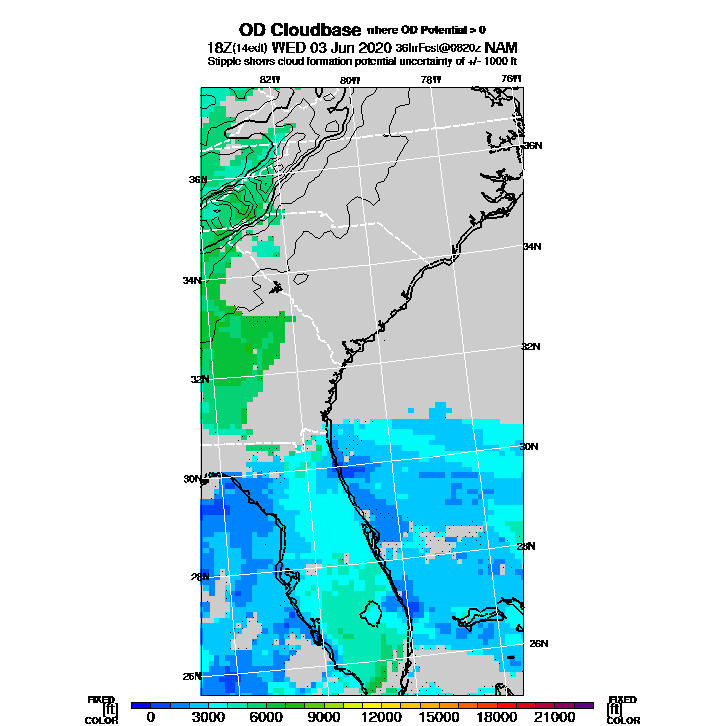 OD Cloudbase where OD Potential > 0
18Z(14edt) WED 03 Jun 2020 36hrFcst@0820z NAM
Stipple shows cloud formation potential uncertainty of +/- 1000 ft
82W 80W 78W 76W
36N 36N
34N 34N
32N 32N
30N 30N
28N 28N
26N 26N
FIXED FIXED
[ft] [ft]
COLOR COLOR
0 3000 6000 9000 12000 15000 18000 21000